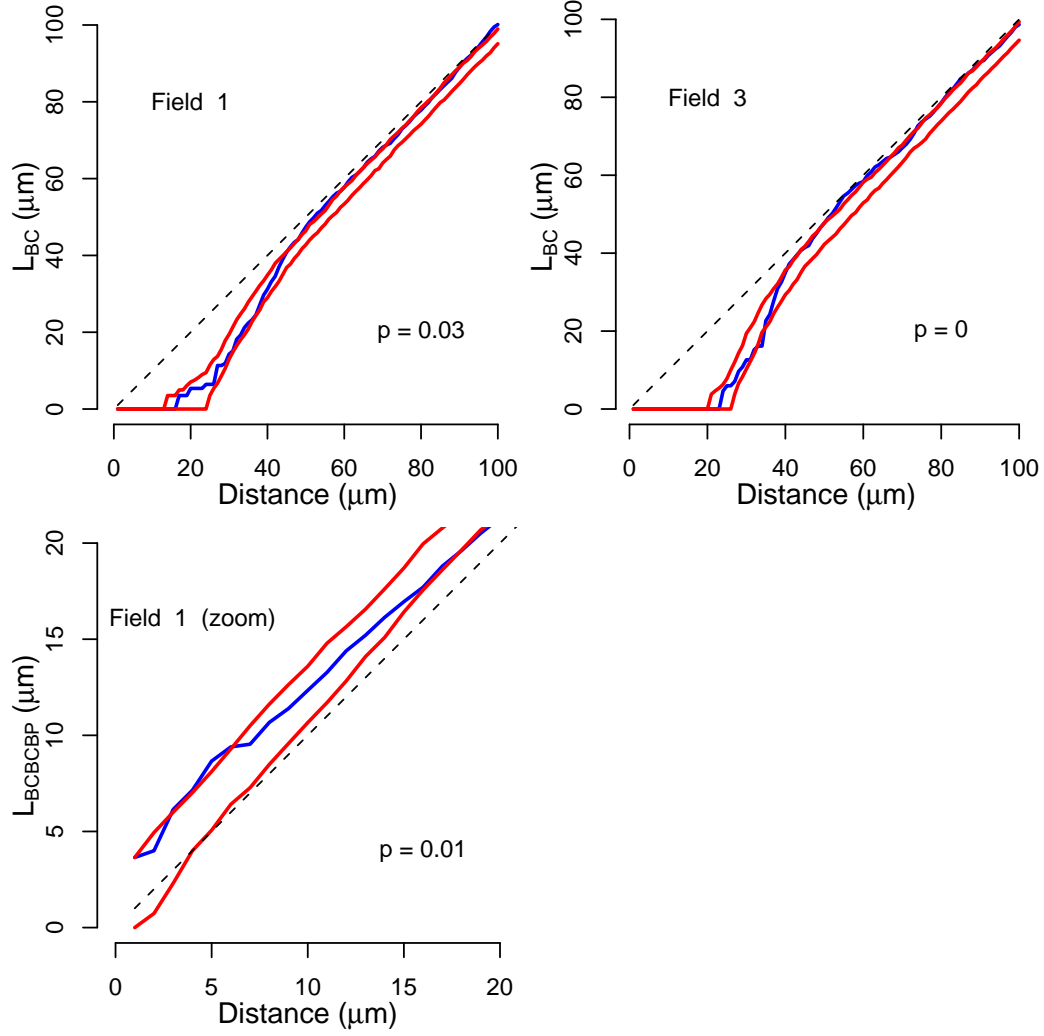 Field 1
p = 0.03
L_BC (μm)
0 20 40 60 80 100
0 20 40 60 80 100
Distance (μm)
Field 3
p = 0
L_BC (μm)
0 20 40 60 80 100
0 20 40 60 80 100
Distance (μm)
Field 1 (zoom)
p = 0.01
L_BCBCBP (μm)
0 5 10 15 20
0 5 10 15 20
Distance (μm)